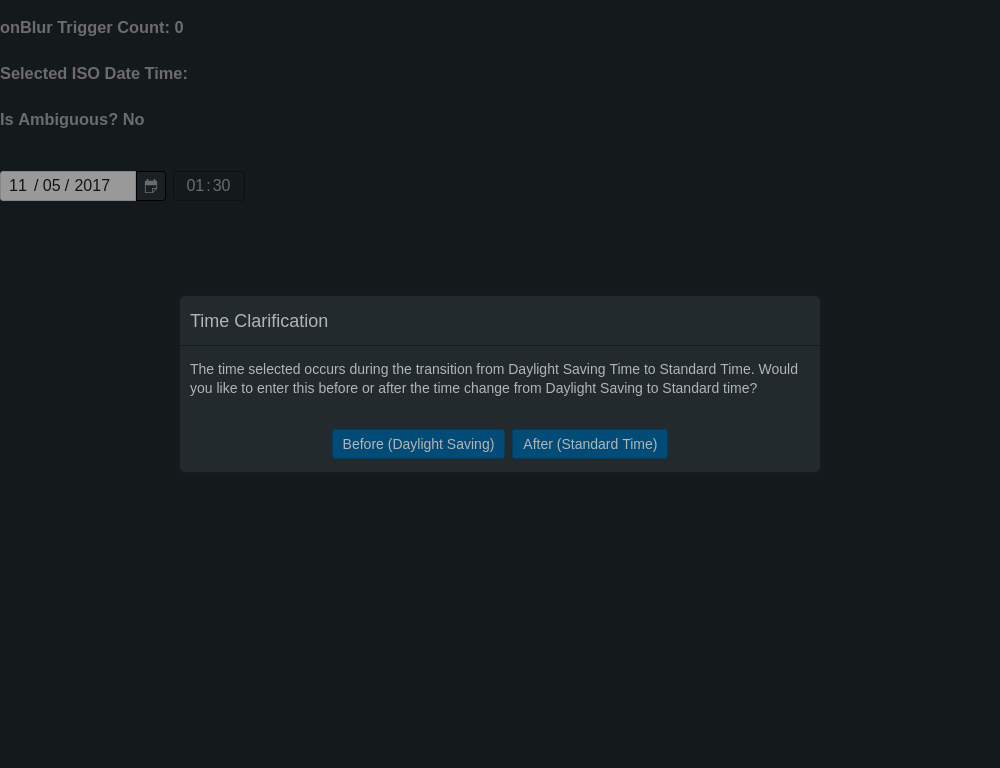 onBlur Trigger Count: 0
Selected ISO Date Time:
Is Ambiguous? No
11 / 05 / 2017 01:30
Time Clarification
The time selected occurs during the transition from Daylight Saving Time to Standard Time. Would
you like to enter this before or after the time change from Daylight Saving to Standard time?
Before (Daylight Saving) After (Standard Time)